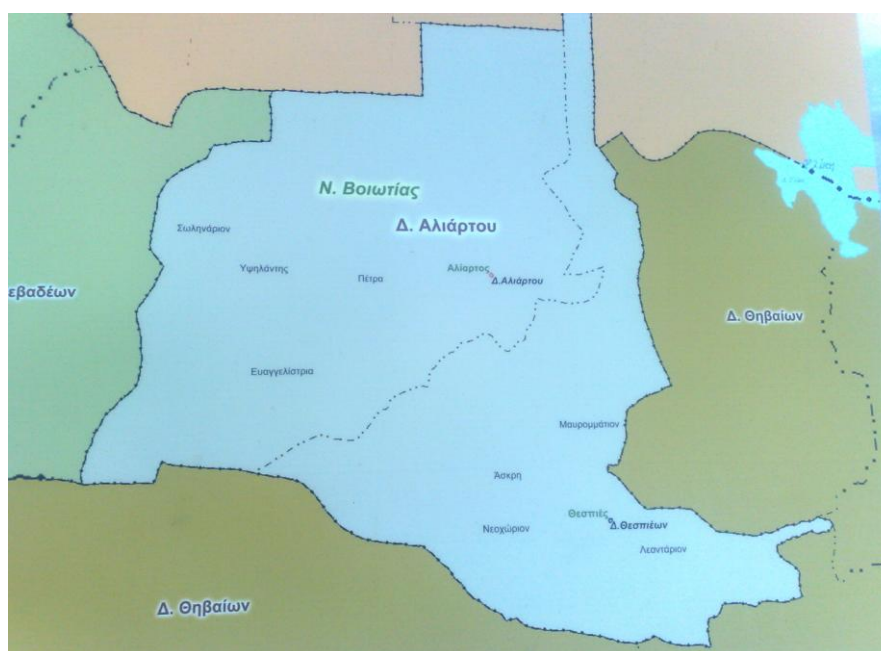 Ν. Βοιωτίας
Δ. Αλιάρτου
Σωληνάριον
Υψηλάντης
Πέτρα
Αλίαρτος
Δ.Αλιάρτου
εβαδέων
Δ. Θηβαίων
Ευαγγελίστρια
Μαυρομμάτιον
Άσκρη
Θεσπιές
Δ.Θεσπιέων
Νεοχώριον
Λεοντάριον
Δ. Θηβαίων